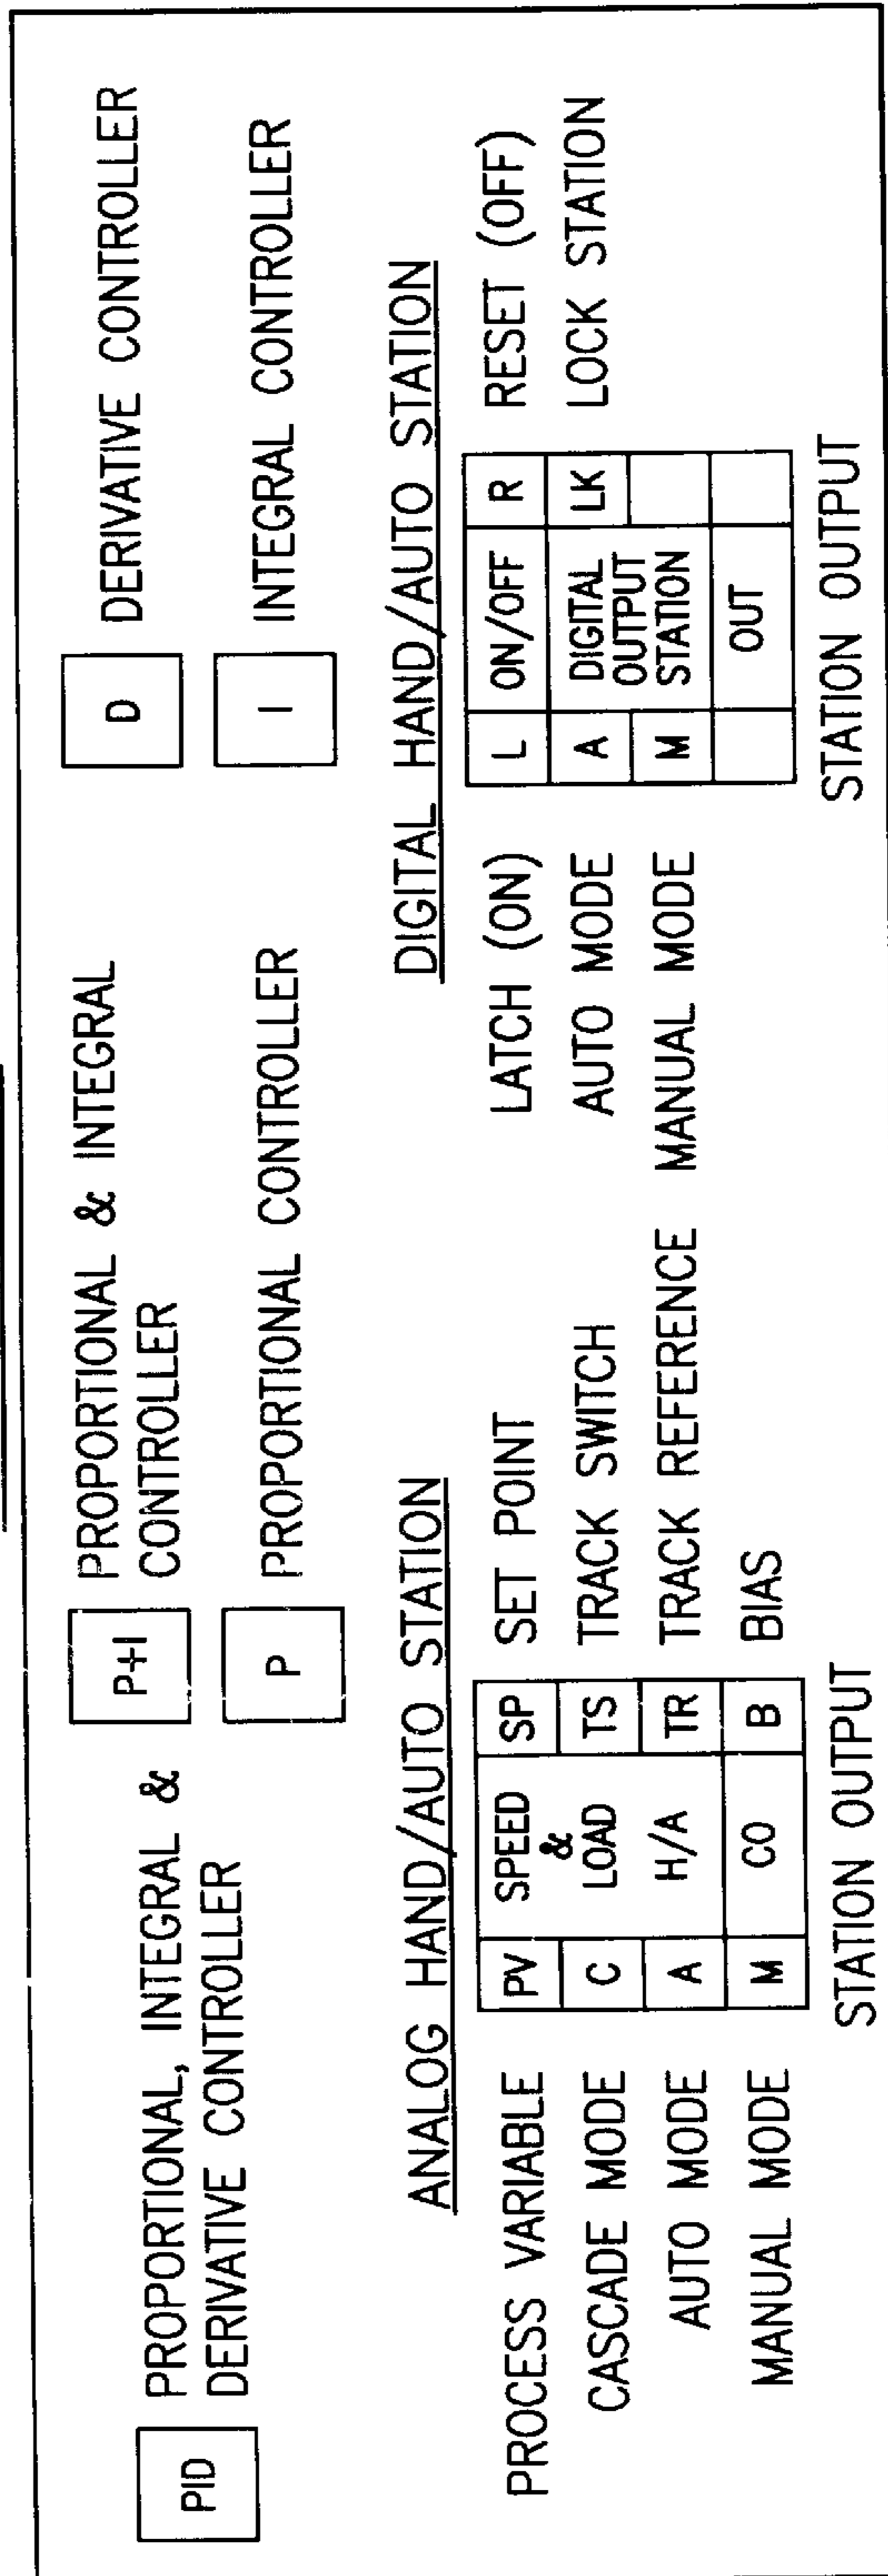 PID
PROPORTIONAL, INTEGRAL &
DERIVATIVE CONTROLLER
P+I
PROPORTIONAL & INTEGRAL
CONTROLLER
D
DERIVATIVE CONTROLLER
P
PROPORTIONAL CONTROLLER
I
INTEGRAL CONTROLLER
ANALOG HAND/AUTO STATION
PROCESS VARIABLE PV SPEED SP SET POINT
&
CASCADE MODE C LOAD TS TRACK SWITCH
AUTO MODE A H/A TR TRACK REFERENCE
MANUAL MODE M CO B BIAS
STATION OUTPUT
DIGITAL HAND/AUTO STATION
LATCH (ON) L ON/OFF R RESET (OFF)
AUTO MODE A DIGITAL LK LOCK STATION
OUTPUT
MANUAL MODE M STATION
OUT
STATION OUTPUT